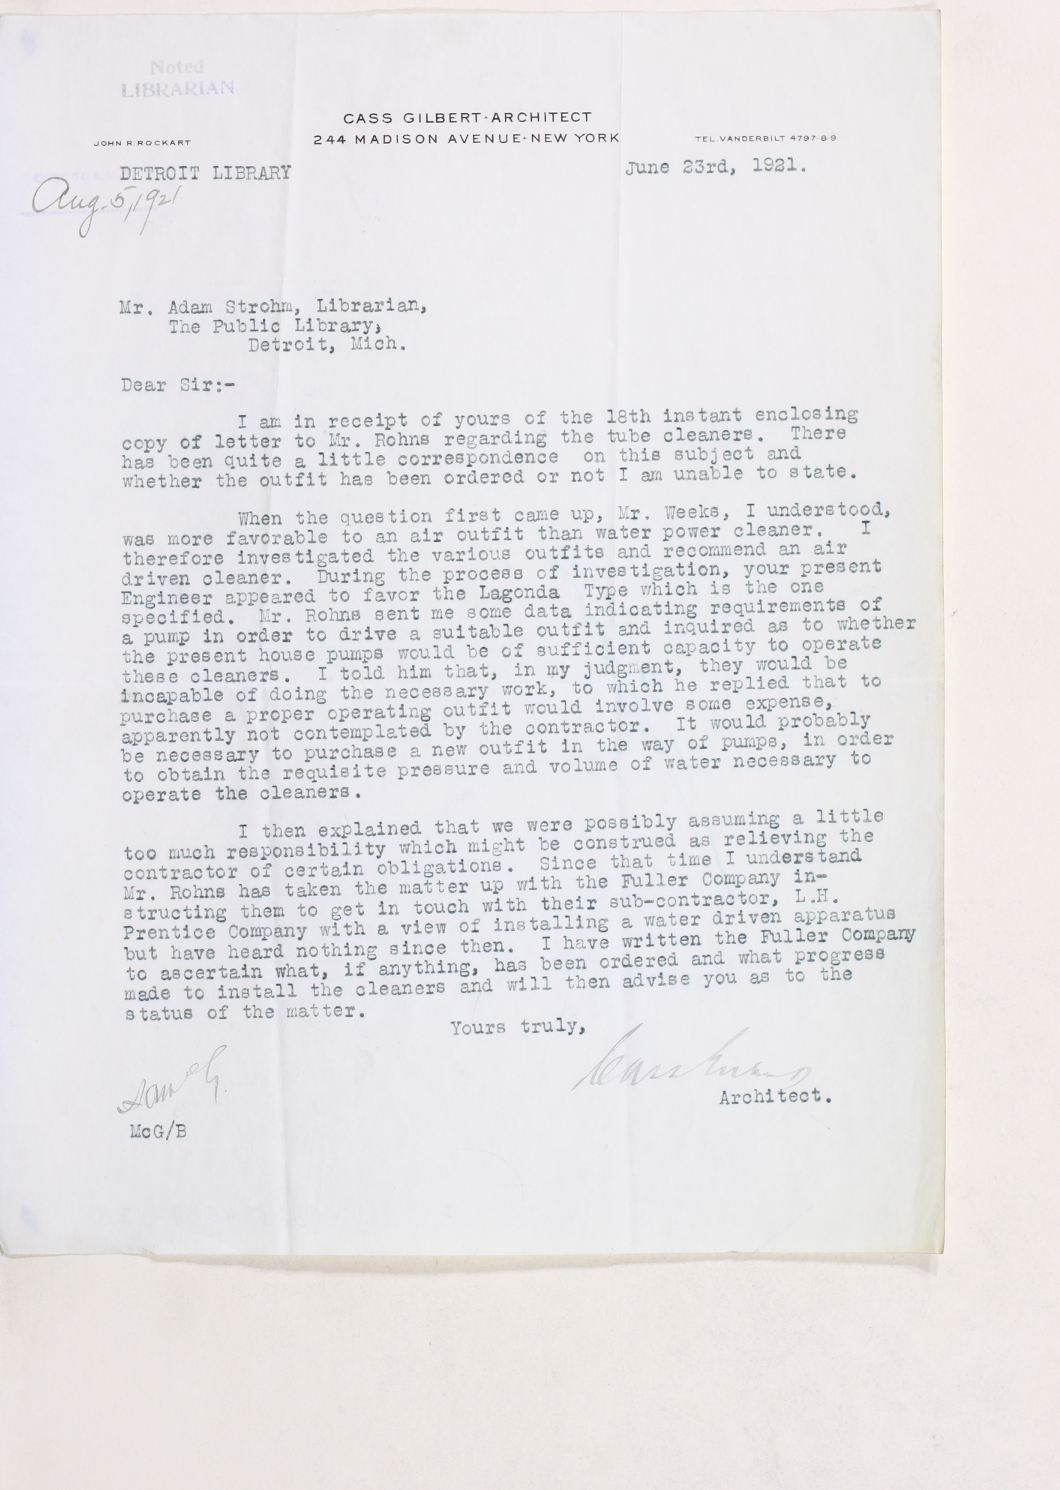 Noted
LIBRARIAN
CASS GILBERT·ARCHITECT
244 MADISON AVENUE·NEW YORK
JOHN R. ROCKART
TEL. VANDERBILT 4797-8-9
DETROIT LIBRARY
June 23rd, 1921.
Aug. 5, 1921
Mr. Adam Strohm, Librarian,
The Public Library,
Detroit, Mich.
Dear Sir:-
I am in receipt of yours of the 18th instant enclosing
copy of letter to Mr. Rohns regarding the tube cleaners. There
has been quite a little correspondence on this subject and
whether the outfit has been ordered or not I am unable to state.
When the question first came up, Mr. Weeks, I understood,
was more favorable to an air outfit than water power cleaner. I
therefore investigated the various outfits and recommend an air
driven cleaner. During the process of investigation, your present
Engineer appeared to favor the Lagonda Type which is the one
specified. Mr. Rohns sent me some data indicating requirements of
a pump in order to drive a suitable outfit and inquired as to whether
the present house pumps would be of sufficient capacity to operate
these cleaners. I told him that, in my judgment, they would be
incapable of doing the necessary work, to which he replied that to
purchase a proper operating outfit would involve some expense,
apparently not contemplated by the contractor. It would probably
be necessary to purchase a new outfit in the way of pumps, in order
to obtain the requisite pressure and volume of water necessary to
operate the cleaners.
I then explained that we were possibly assuming a little
too much responsibility which might be construed as relieving the
contractor of certain obligations. Since that time I understand
Mr. Rohns has taken the matter up with the Fuller Company in-
structing them to get in touch with their sub-contractor, L.H.
Prentice Company with a view of installing a water driven apparatus
but have heard nothing since then. I have written the Fuller Company
to ascertain what, if anything, has been ordered and what progress
made to install the cleaners and will then advise you as to the
status of the matter.
Yours truly,
Cass Gilbert
Architect.
McG/B